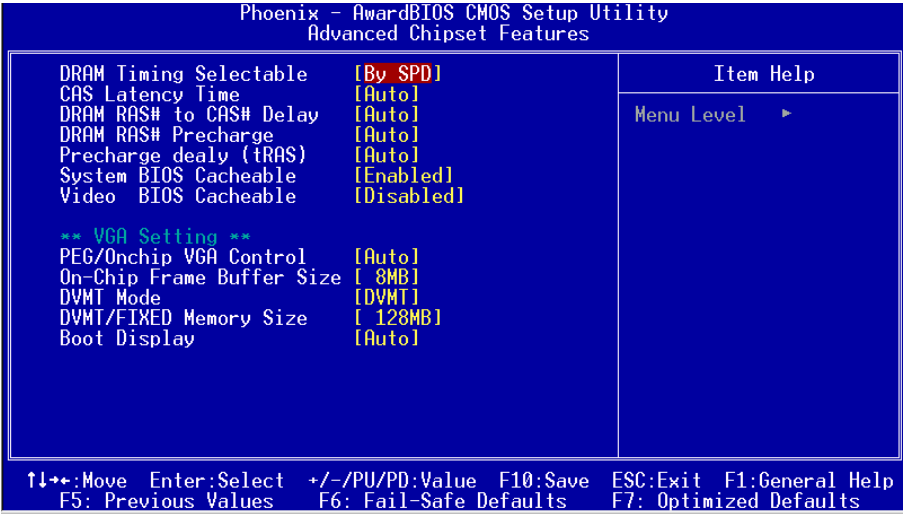 Phoenix - AwardBIOS CMOS Setup Utility
Advanced Chipset Features
DRAM Timing Selectable [By SPD]
CAS Latency Time [Auto]
DRAM RAS# to CAS# Delay [Auto]
DRAM RAS# Precharge [Auto]
Precharge dealy (tRAS) [Auto]
System BIOS Cacheable [Enabled]
Video BIOS Cacheable [Disabled]
** VGA Setting **
PEG/Onchip VGA Control [Auto]
On-Chip Frame Buffer Size [ 8MB]
DVMT Mode [DVMT]
DVMT/FIXED Memory Size [ 128MB]
Boot Display [Auto]
Item Help
Menu Level ►
↑↓→←:Move Enter:Select +/-/PU/PD:Value F10:Save ESC:Exit F1:General Help
F5: Previous Values F6: Fail-Safe Defaults F7: Optimized Defaults